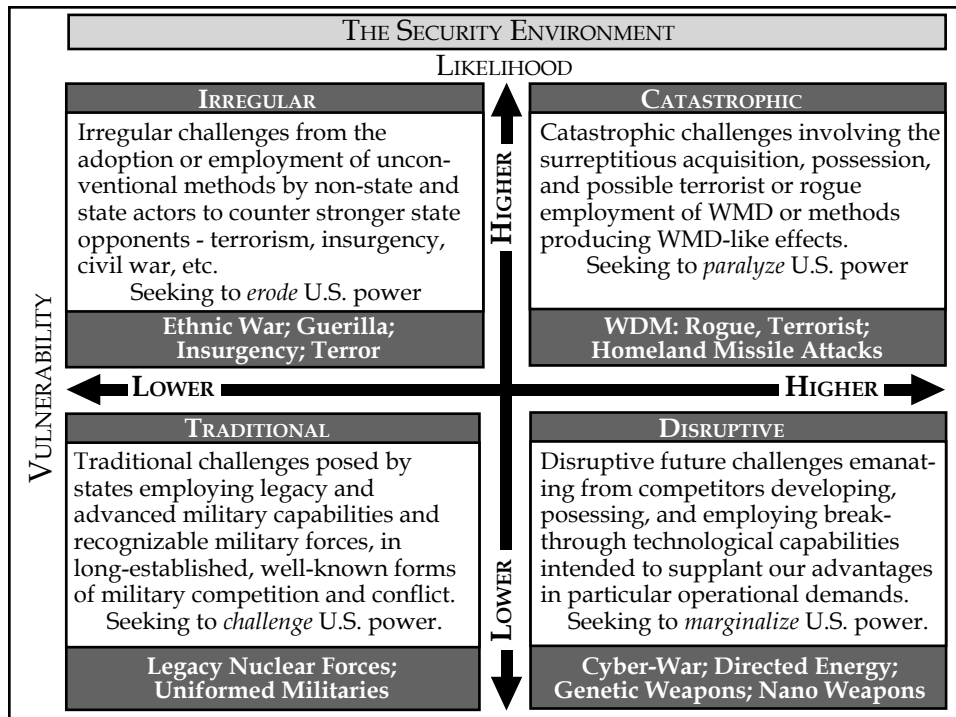 THE SECURITY ENVIRONMENT
LIKELIHOOD
IRREGULAR
Irregular challenges from the
adoption or employment of uncon-
ventional methods by non-state and
state actors to counter stronger state
opponents - terrorism, insurgency,
civil war, etc.
Seeking to erode U.S. power
Ethnic War; Guerilla;
Insurgency; Terror
CATASTROPHIC
Catastrophic challenges involving the
surreptitious acquisition, possession,
and possible terrorist or rogue
employment of WMD or methods
producing WMD-like effects.
Seeking to paralyze U.S. power
WDM: Rogue, Terrorist;
Homeland Missile Attacks
HIGHER
VULNERABILITY
LOWER
HIGHER
TRADITIONAL
Traditional challenges posed by
states employing legacy and
advanced military capabilities and
recognizable military forces, in
long-established, well-known forms
of military competition and conflict.
Seeking to challenge U.S. power.
Legacy Nuclear Forces;
Uniformed Militaries
LOWER
DISRUPTIVE
Disruptive future challenges emanat-
ing from competitors developing,
posessing, and employing break-
through technological capabilities
intended to supplant our advantages
in particular operational demands.
Seeking to marginalize U.S. power.
Cyber-War; Directed Energy;
Genetic Weapons; Nano Weapons